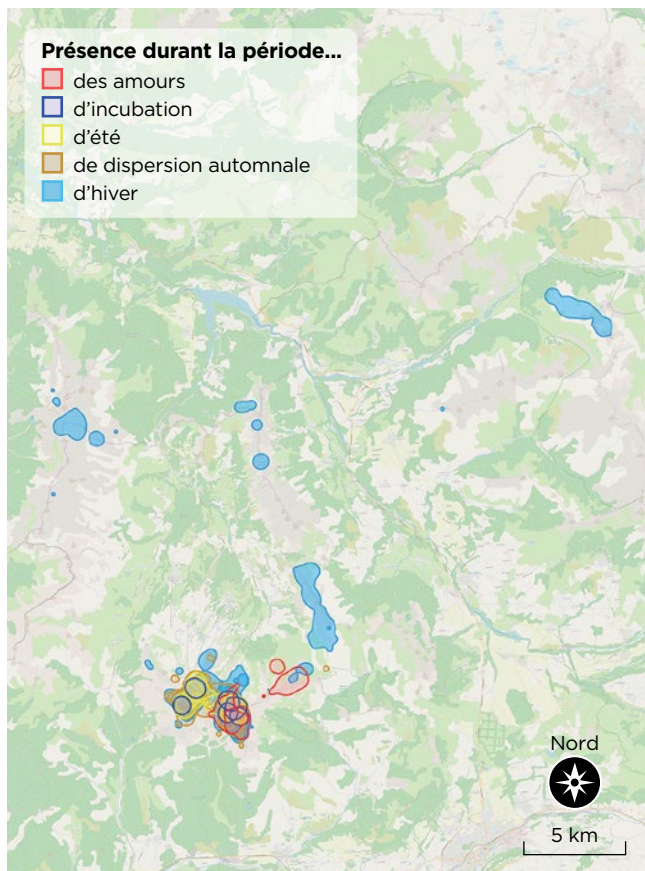 Présence durant la période...
des amours
d'incubation
d'été
de dispersion automnale
d'hiver
Nord
5 km